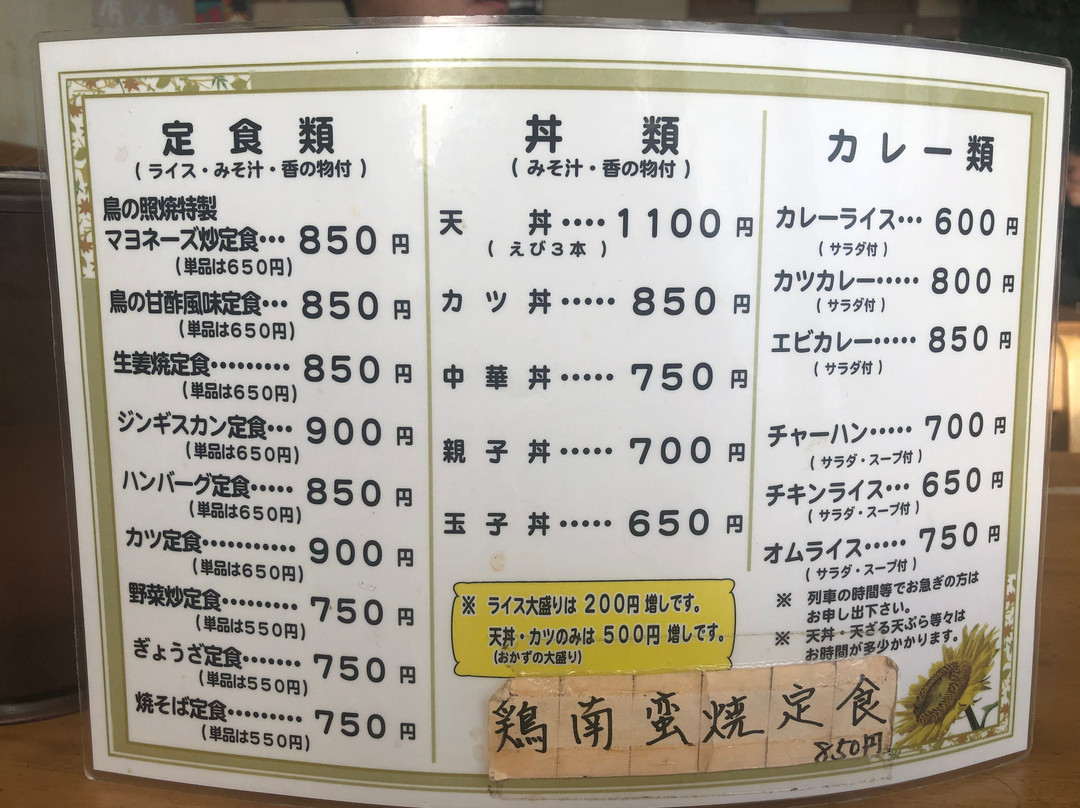 定食類
(ライス・みそ汁・香の物付)
鳥の照焼特製
マヨネーズ炒定食… 850円
(単品は650円)
鳥の甘酢風味定食… 850円
(単品は650円)
生姜焼定食……… 850円
(単品は650円)
ジンギスカン定食… 900円
(単品は650円)
ハンバーグ定食…… 850円
(単品は650円)
カツ定食………… 900円
(単品は650円)
野菜炒定食……… 750円
(単品は550円)
ぎょうざ定食……‥ 750円
(単品は550円)
焼そば定食……… 750円
(単品は550円)
丼類
(みそ汁・香の物付)
天丼‥‥ 1100円
(えび3本)
カツ丼‥‥‥ 850円
中華丼‥‥‥ 750円
親子丼‥‥‥ 700円
玉子丼‥‥‥ 650円
※ ライス大盛りは200円増しです。
天丼・カツのみは500円増しです。
(おかずの大盛り)
鶏南蛮焼定食
850円
カレー類
カレーライス… 600円
(サラダ付)
カツカレー‥‥‥ 800円
(サラダ付)
エビカレー‥‥‥ 850円
(サラダ付)
チャーハン‥‥‥ 700円
(サラダ・スープ付)
チキンライス… 650円
(サラダ・スープ付)
オムライス‥‥‥ 750円
(サラダ・スープ付)
※ 列車の時間等でお急ぎの方は
お申し出下さい。
※ 天丼・天ざる天ぷら等々は
お時間が多少かかります。